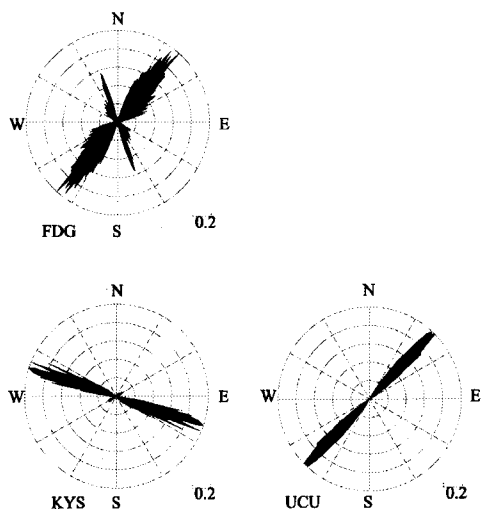 N
W E
FDG S 0.2
N N
W E W E
KYS S 0.2 UCU S 0.2